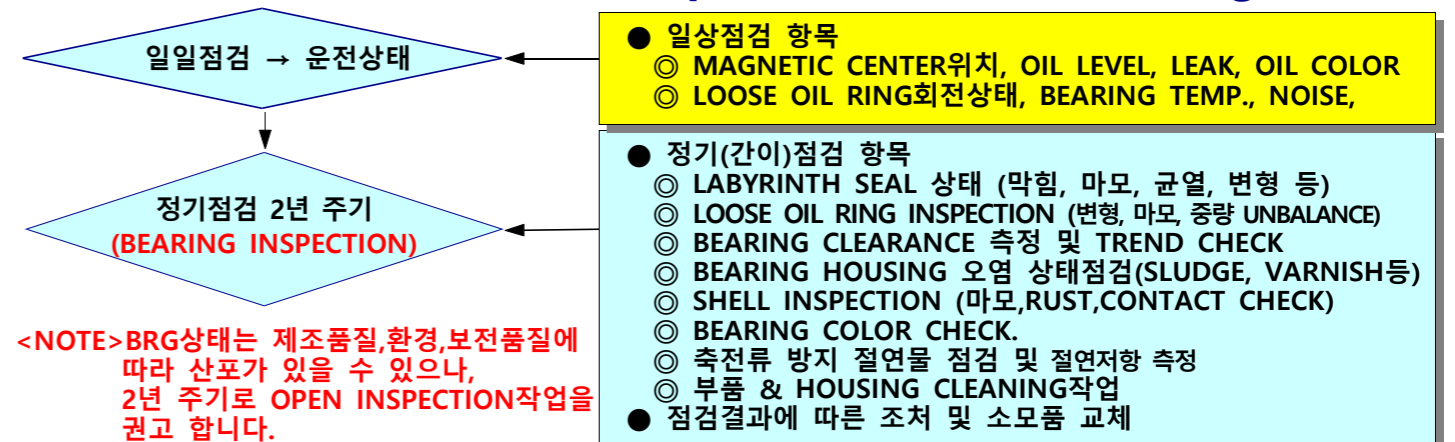 일일점검 → 운전상태
● 일상점검 항목
◎ MAGNETIC CENTER위치, OIL LEVEL, LEAK, OIL COLOR
◎ LOOSE OIL RING회전상태, BEARING TEMP., NOISE,
정기점검 2년 주기
(BEARING INSPECTION)
● 정기(간이)점검 항목
◎ LABYRINTH SEAL 상태 (막힘, 마모, 균열, 변형 등)
◎ LOOSE OIL RING INSPECTION (변형, 마모, 중량 UNBALANCE)
◎ BEARING CLEARANCE 측정 및 TREND CHECK
◎ BEARING HOUSING 오염 상태점검(SLUDGE, VARNISH등)
◎ SHELL INSPECTION (마모,RUST,CONTACT CHECK)
◎ BEARING COLOR CHECK.
◎ 축전류 방지 절연물 점검 및 절연저항 측정
◎ 부품 & HOUSING CLEANING작업
● 점검결과에 따른 조처 및 소모품 교체
<NOTE>BRG상태는 제조품질,환경,보전품질에
따라 산포가 있을 수 있으나,
2년 주기로 OPEN INSPECTION작업을
권고 합니다.